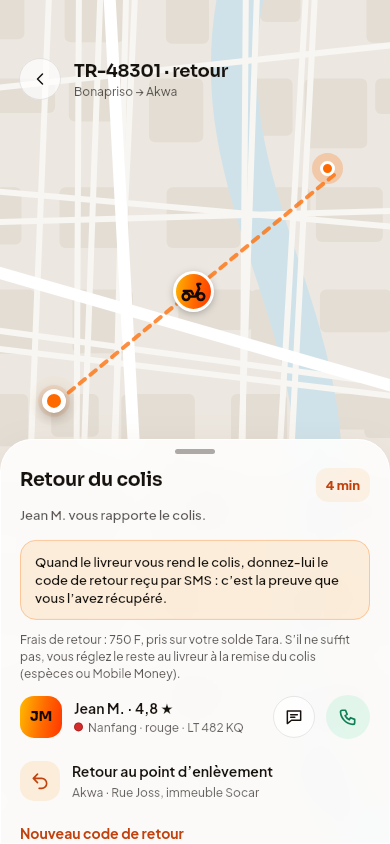 TR-48301 · retour
Bonapriso → Akwa
Retour du colis
4 min
Jean M. vous rapporte le colis.
Quand le livreur vous rend le colis, donnez-lui le
code de retour reçu par SMS : c’est la preuve que
vous l’avez récupéré.
Frais de retour : 750 F, pris sur votre solde Tara. S’il ne suffit
pas, vous réglez le reste au livreur à la remise du colis
(espèces ou Mobile Money).
JM
Jean M. · 4,8 ★
Nanfang · rouge · LT 482 KQ
Retour au point d’enlèvement
Akwa · Rue Joss, immeuble Socar
Nouveau code de retour